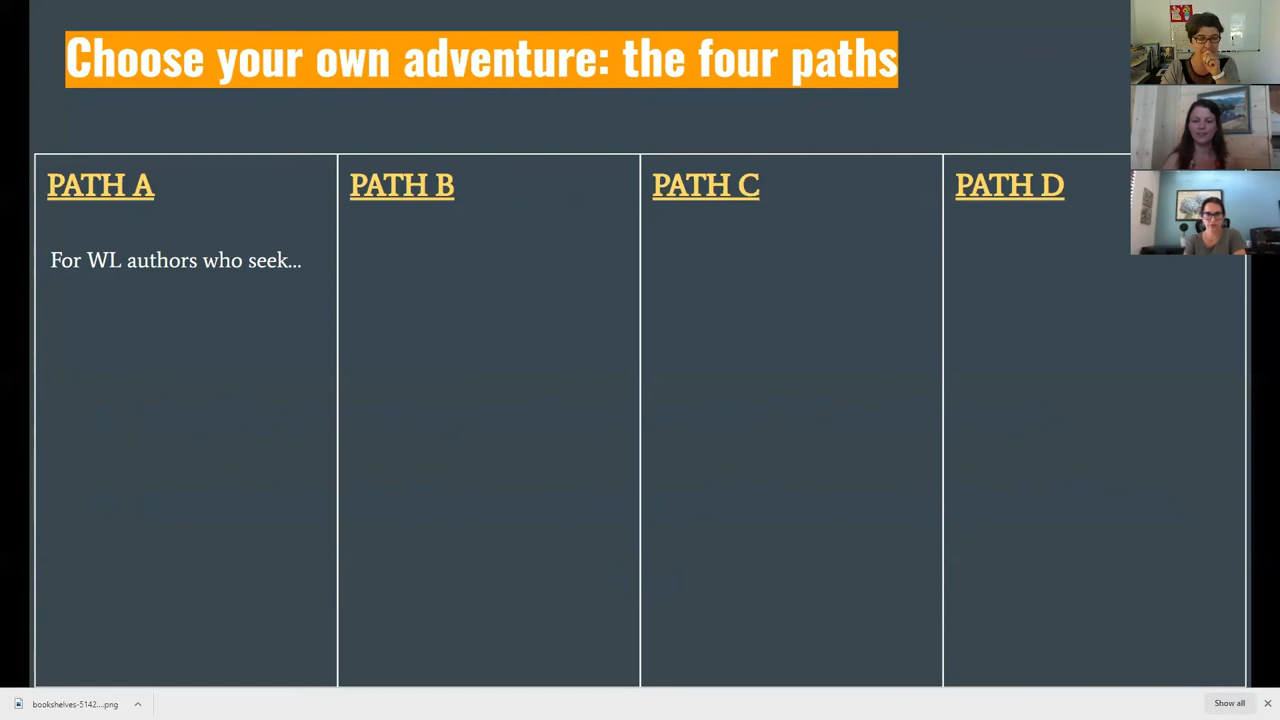 Choose your own adventure: the four paths
PATH A
PATH B
PATH C
PATH D
For WL authors who seek...
bookshelves-5142....png
Show all